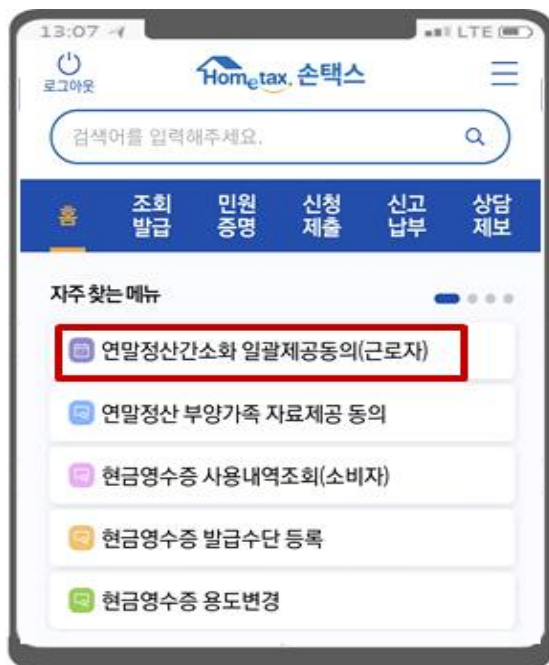 13:07 LTE
로그아웃
Hometax. 손택스
검색어를 입력해주세요.
홈 조회 발급 민원 증명 신청 제출 신고 납부 상담 제보
자주 찾는 메뉴
연말정산간소화 일괄제공동의(근로자)
연말정산 부양가족 자료제공 동의
현금영수증 사용내역조회(소비자)
현금영수증 발급수단 등록
현금영수증 용도변경